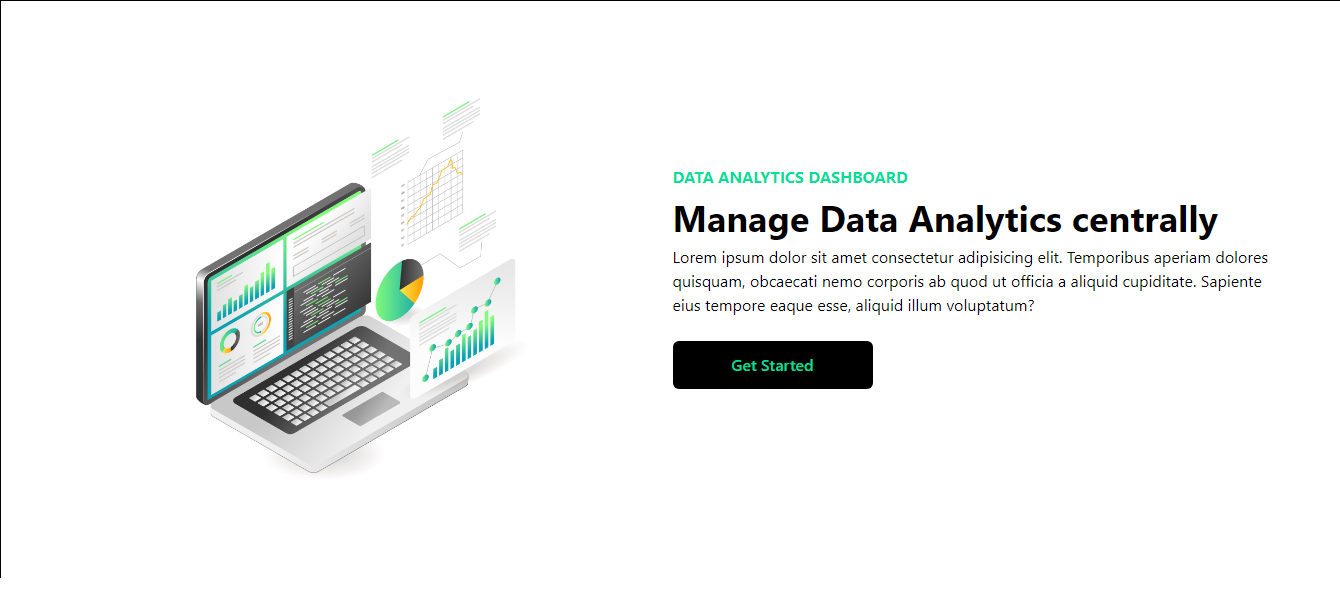 DATA ANALYTICS DASHBOARD
Manage Data Analytics centrally
Lorem ipsum dolor sit amet consectetur adipisicing elit. Temporibus aperiam dolores
quisquam, obcaecati nemo corporis ab quod ut officia a aliquid cupiditate. Sapiente
eius tempore eaque esse, aliquid illum voluptatum?
Get Started